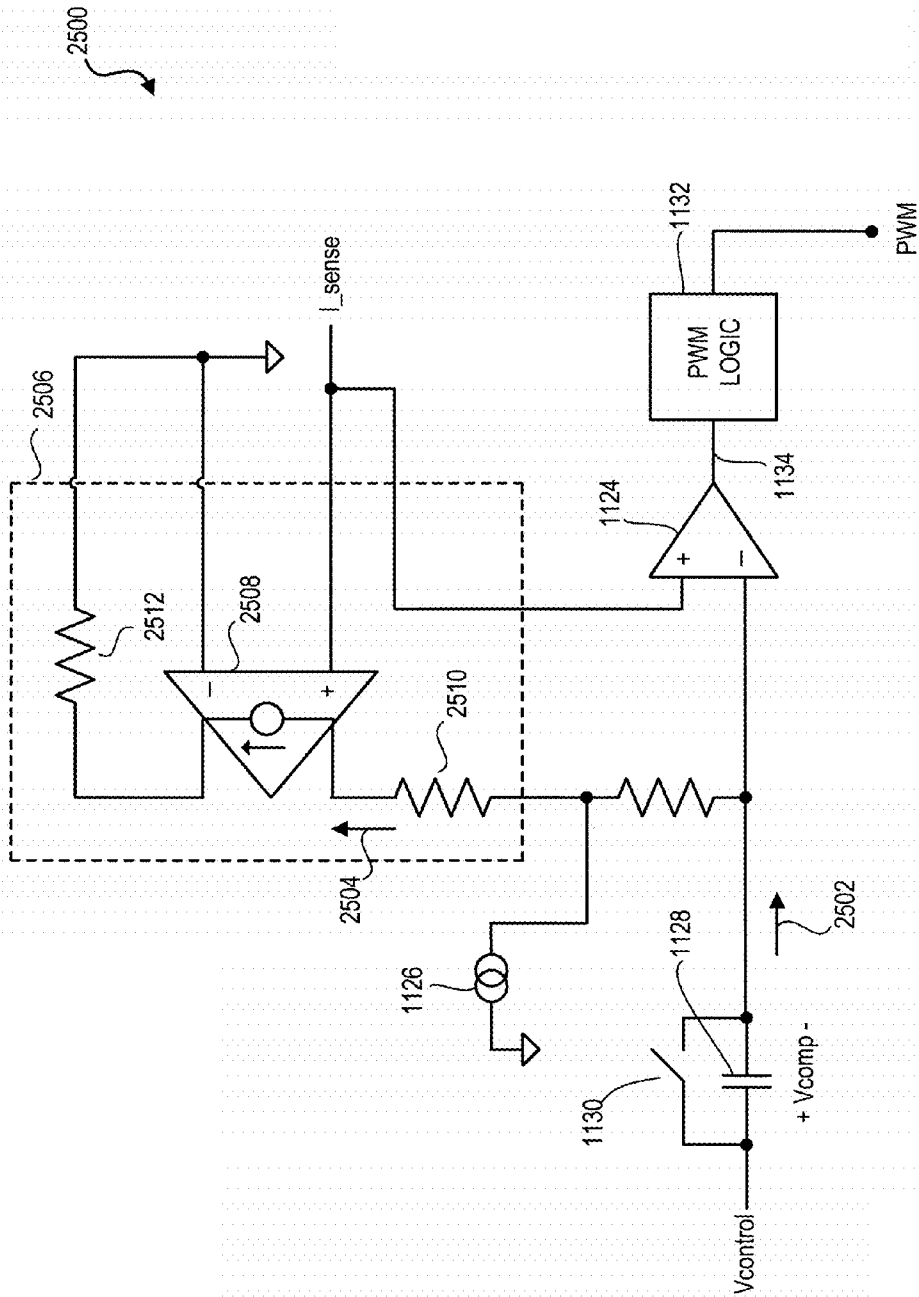 2500
2506
2512
2508
I_sense
2510
2504
1126
1124
1132
PWM
LOGIC
1134
PWM
2502
1128
1130
+ Vcomp -
Vcontrol
-
+
+
-